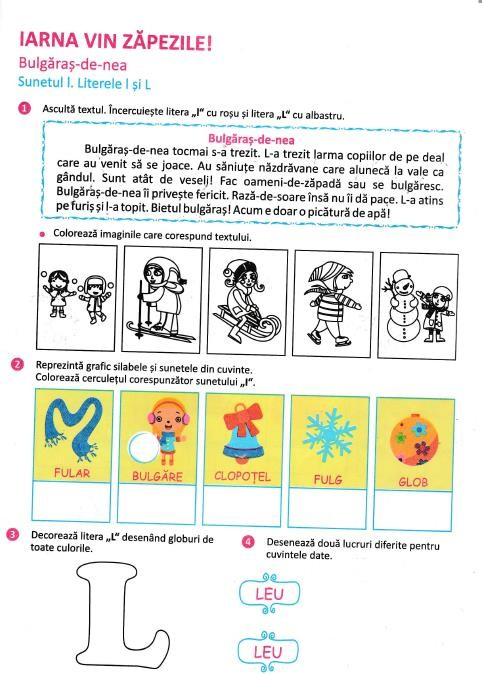 IARNA VIN ZĂPEZILE!
Bulgăraș-de-nea
Sunetul l. Literele l și L
1 Ascultă textul. Încercuiește litera „l" cu roșu și litera „L" cu albastru.
Bulgăraș-de-nea
Bulgăraș-de-nea tocmai s-a trezit. L-a trezit larma copiilor de pe deal
care au venit să se joace. Au săniuțe năzdrăvane care alunecă la vale ca
gândul. Sunt atât de veseli! Fac oameni-de-zăpadă sau se bulgăresc.
Bulgăraș-de-nea îi privește fericit. Rază-de-soare însă nu îi dă pace. L-a atins
pe furiș și l-a topit. Bietul bulgăraș! Acum e doar o picătură de apă!
• Colorează imaginile care corespund textului.
2 Reprezintă grafic silabele și sunetele din cuvinte.
Colorează cerculețul corespunzător sunetului „l".
FULAR
BULGĂRE
CLOPOȚEL
FULG
GLOB
3 Decorează litera „L" desenând globuri de
toate culorile.
L
4 Desenează două lucruri diferite pentru
cuvintele date.
LEU
LEU